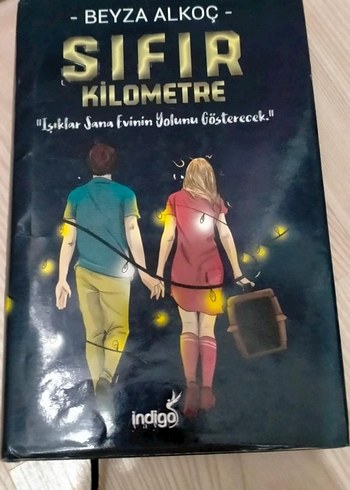 - BEYZA ALKOÇ -
SIFIR
KİLOMETRE
"Işıklar Sana Evinin Yolunu Gösterecek."
indigo